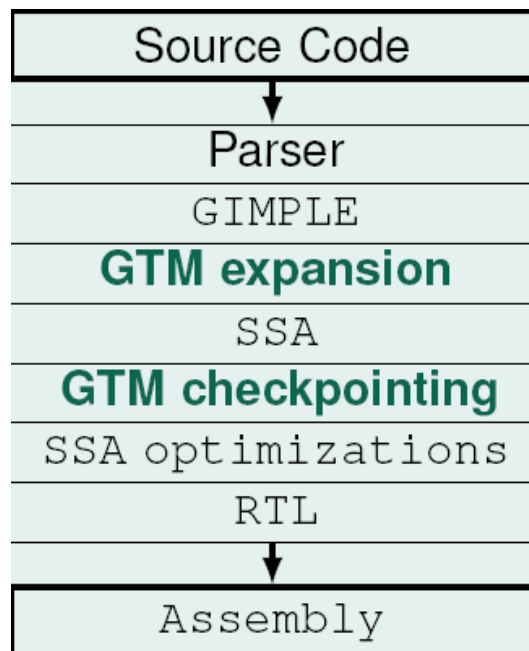 Source Code
Parser
GIMPLE
GTM expansion
SSA
GTM checkpointing
SSA optimizations
RTL
Assembly